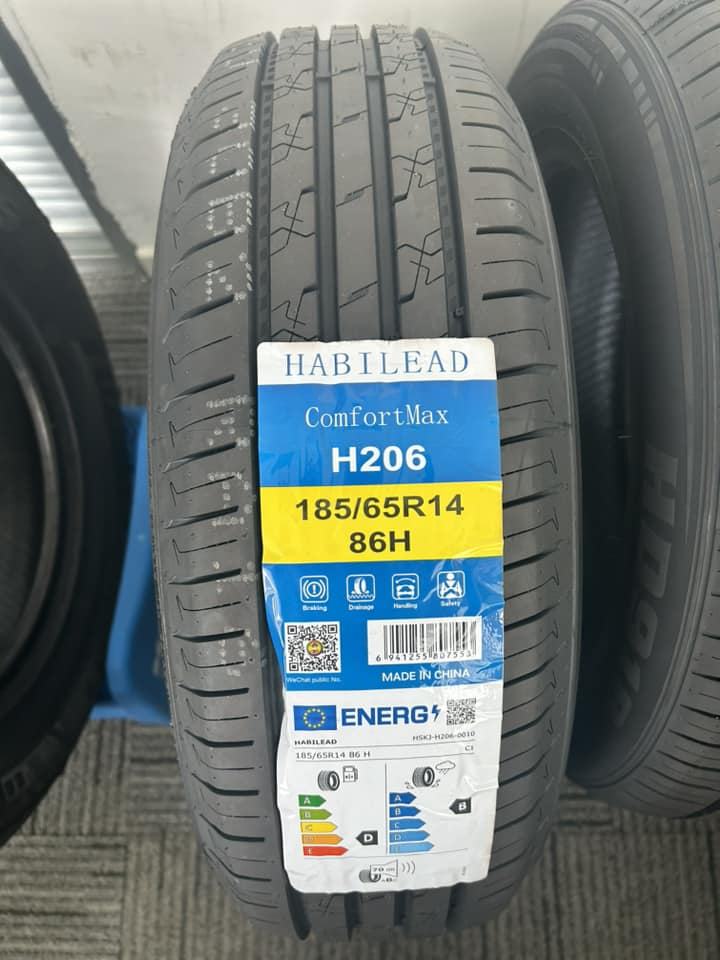 HABILEAD
ComfortMax
H206
185/65R14
86H
Braking Drainage Handling Safety
WeChat public No.
6 941255 807553
MADE IN CHINA
ENERG
HABILEAD HSKJ-H206-0010
185/65R14 86 H C1
A A
B B B
C C
D D
E
70 dB